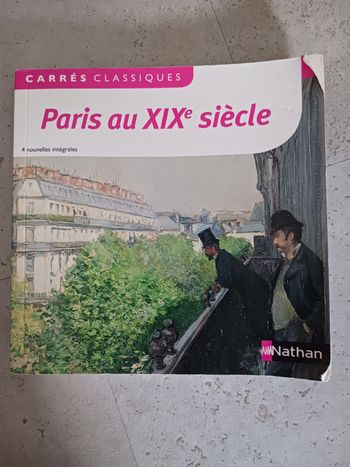 CARRÉS CLASSIQUES
Paris au XIXe siècle
4 nouvelles intégrales
Nathan